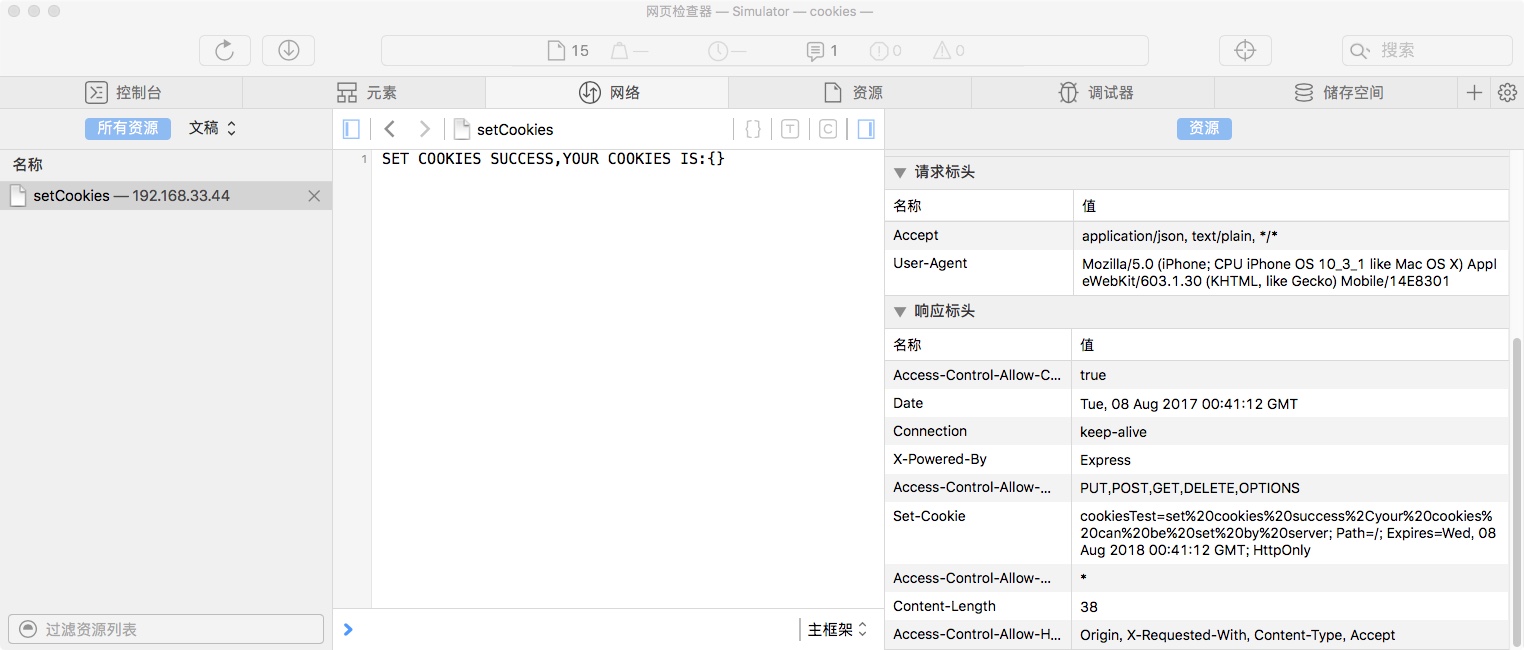 网页检查器 — Simulator — cookies —
15 — — 1 0 0 搜索
控制台 元素 网络 资源 调试器 储存空间
所有资源 文稿 setCookies {} T C 资源
名称
setCookies — 192.168.33.44
1 SET COOKIES SUCCESS,YOUR COOKIES IS:{}
请求标头
名称 值
Accept application/json, text/plain, */*
User-Agent Mozilla/5.0 (iPhone; CPU iPhone OS 10_3_1 like Mac OS X) Appl
eWebKit/603.1.30 (KHTML, like Gecko) Mobile/14E8301
响应标头
名称 值
Access-Control-Allow-C... true
Date Tue, 08 Aug 2017 00:41:12 GMT
Connection keep-alive
X-Powered-By Express
Access-Control-Allow-... PUT,POST,GET,DELETE,OPTIONS
Set-Cookie cookiesTest=set%20cookies%20success%2Cyour%20cookies%
20can%20be%20set%20by%20server; Path=/; Expires=Wed, 08
Aug 2018 00:41:12 GMT; HttpOnly
Access-Control-Allow-... *
Content-Length 38
Access-Control-Allow-H... Origin, X-Requested-With, Content-Type, Accept
过滤资源列表 主框架